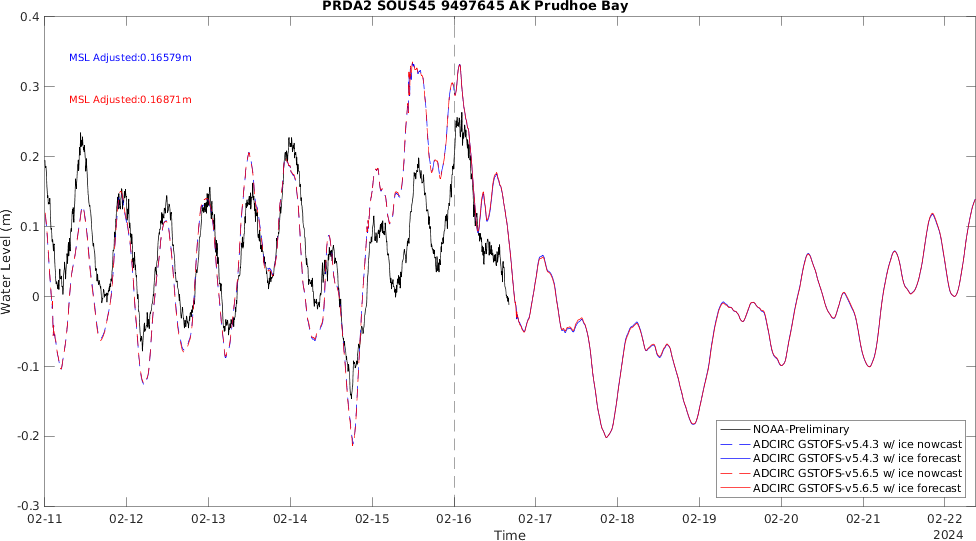 PRDA2 SOUS45 9497645 AK Prudhoe Bay
0.4
0.3
0.2
0.1
0
-0.1
-0.2
-0.3
Water Level (m)
MSL Adjusted:0.16579m
MSL Adjusted:0.16871m
NOAA-Preliminary
ADCIRC GSTOFS-v5.4.3 w/ ice nowcast
ADCIRC GSTOFS-v5.4.3 w/ ice forecast
ADCIRC GSTOFS-v5.6.5 w/ ice nowcast
ADCIRC GSTOFS-v5.6.5 w/ ice forecast
02-11 02-12 02-13 02-14 02-15 02-16 02-17 02-18 02-19 02-20 02-21 02-22
2024
Time